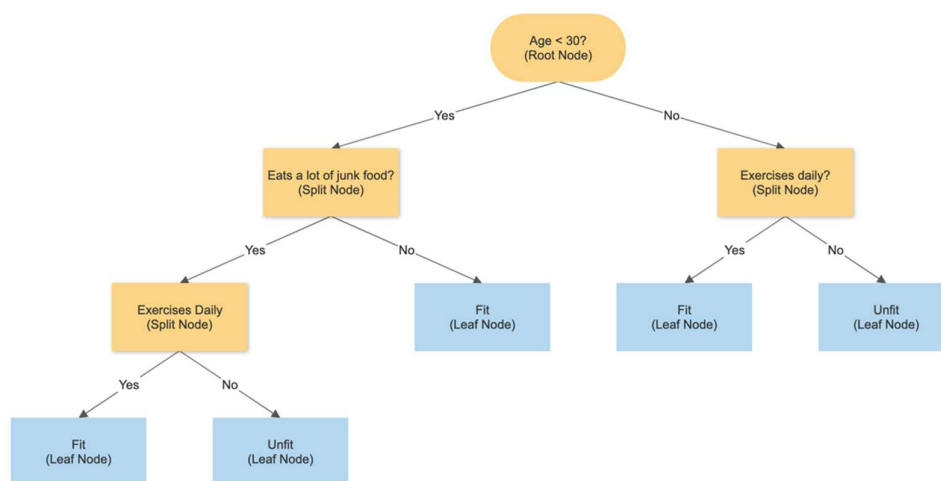 Age < 30?
(Root Node)
Yes
No
Eats a lot of junk food?
(Split Node)
Exercises daily?
(Split Node)
Yes
No
Yes
No
Exercises Daily
(Split Node)
Fit
(Leaf Node)
Fit
(Leaf Node)
Unfit
(Leaf Node)
Yes
No
Fit
(Leaf Node)
Unfit
(Leaf Node)